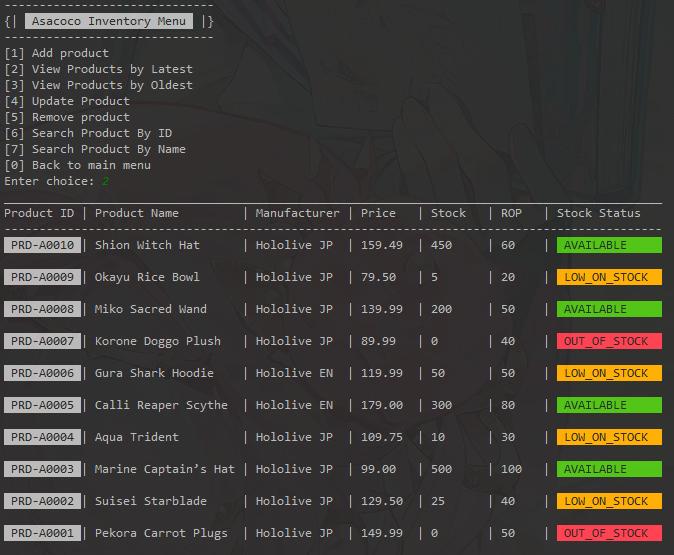 -----------------------------
{| Asacoco Inventory Menu |}
-----------------------------
[1] Add product
[2] View Products by Latest
[3] View Products by Oldest
[4] Update Product
[5] Remove product
[6] Search Product By ID
[7] Search Product By Name
[0] Back to main menu
Enter choice: 2
Product ID | Product Name | Manufacturer | Price | Stock | ROP | Stock Status
PRD-A0010 | Shion Witch Hat | Hololive JP | 159.49 | 450 | 60 | AVAILABLE
PRD-A0009 | Okayu Rice Bowl | Hololive JP | 79.50 | 5 | 20 | LOW_ON_STOCK
PRD-A0008 | Miko Sacred Wand | Hololive JP | 139.99 | 200 | 50 | AVAILABLE
PRD-A0007 | Korone Doggo Plush | Hololive JP | 89.99 | 0 | 40 | OUT_OF_STOCK
PRD-A0006 | Gura Shark Hoodie | Hololive EN | 119.99 | 50 | 50 | LOW_ON_STOCK
PRD-A0005 | Calli Reaper Scythe | Hololive EN | 179.00 | 300 | 80 | AVAILABLE
PRD-A0004 | Aqua Trident | Hololive JP | 109.75 | 10 | 30 | LOW_ON_STOCK
PRD-A0003 | Marine Captain's Hat | Hololive JP | 99.00 | 500 | 100 | AVAILABLE
PRD-A0002 | Suisei Starblade | Hololive JP | 129.50 | 25 | 40 | LOW_ON_STOCK
PRD-A0001 | Pekora Carrot Plugs | Hololive JP | 149.99 | 0 | 50 | OUT_OF_STOCK